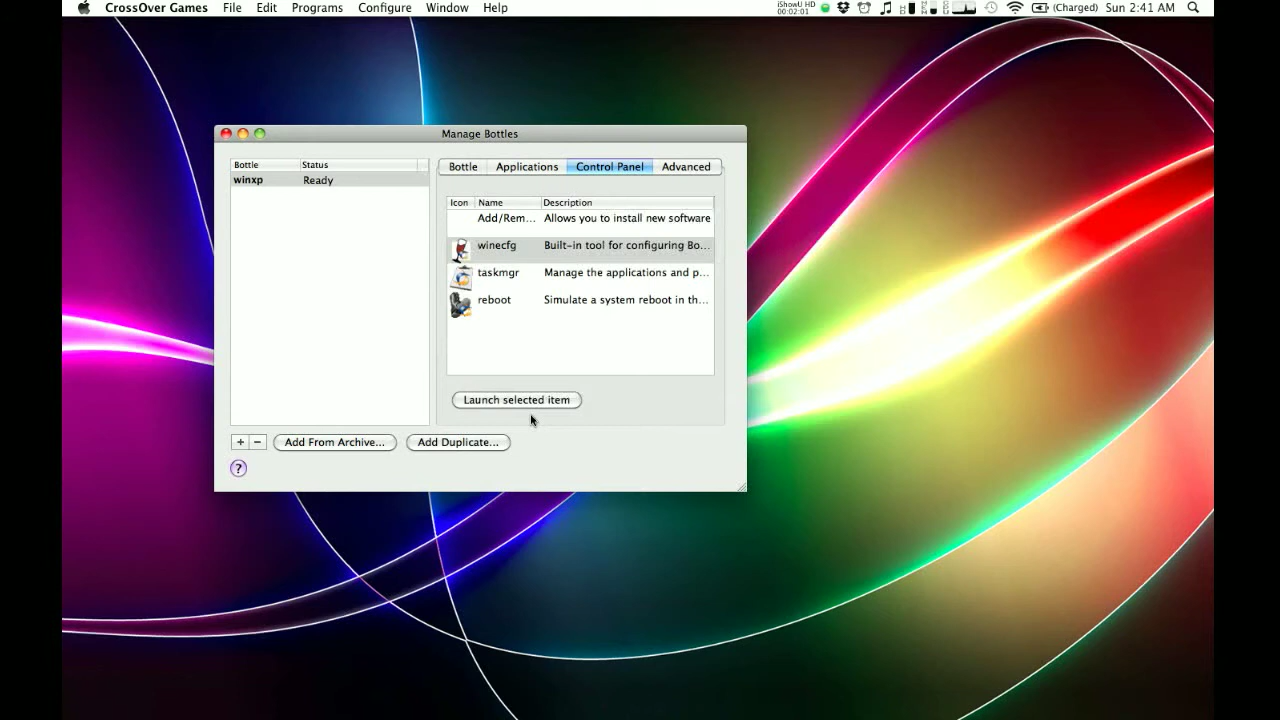 CrossOver Games File Edit Programs Configure Window Help iShowU HD 00:02:01 (Charged) Sun 2:41 AM
Manage Bottles
Bottle Status
winxp Ready
Bottle Applications Control Panel Advanced
Icon Name Description
Add/Rem... Allows you to install new software
winecfg Built-in tool for configuring Bo...
taskmgr Manage the applications and p...
reboot Simulate a system reboot in th...
Launch selected item
+ − Add From Archive... Add Duplicate...
?